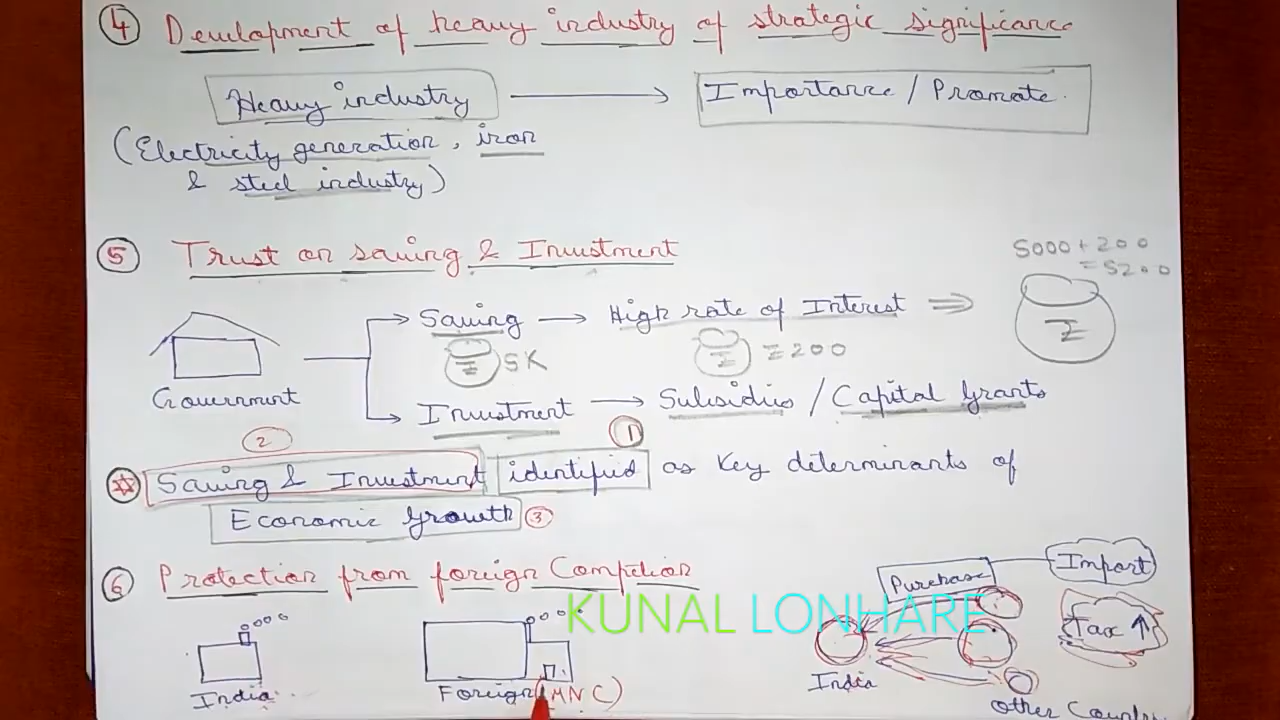 ④ Development of heavy industry of strategic significance
Heavy industry → Importance / Promote.
(Electricity generation, iron
& steel industry)
⑤ Trust on saving & Investment
5000 + 200
= 5200
Saving → High rate of Interest ⇒
5K
= 200
Government
Investment → Subsidies / Capital Grants
② ①
Saving & Investment identified as key determinants of
Economic Growth ③
⑥ Protection from foreign Compétion
Purchase
Import
KUNAL LONHARE
Tax ↑
India
Foreign (MNC)
India
other Country